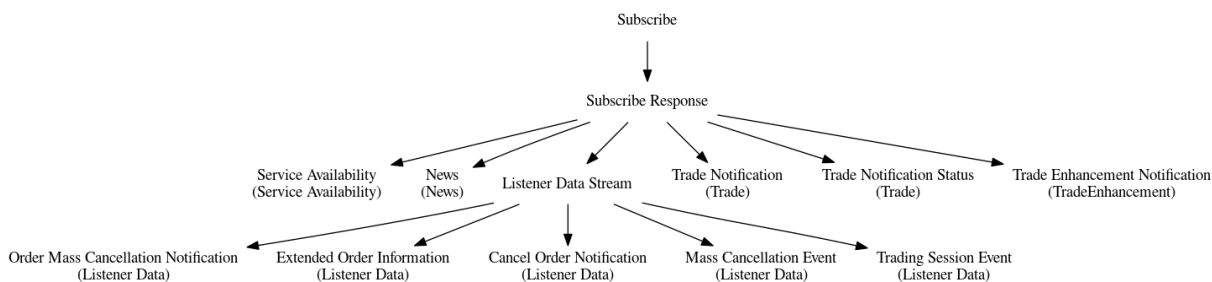 Subscribe
Subscribe Response
Service Availability
(Service Availability)
News
(News)
Listener Data Stream
Trade Notification
(Trade)
Trade Notification Status
(Trade)
Trade Enhancement Notification
(TradeEnhancement)
Order Mass Cancellation Notification
(Listener Data)
Extended Order Information
(Listener Data)
Cancel Order Notification
(Listener Data)
Mass Cancellation Event
(Listener Data)
Trading Session Event
(Listener Data)